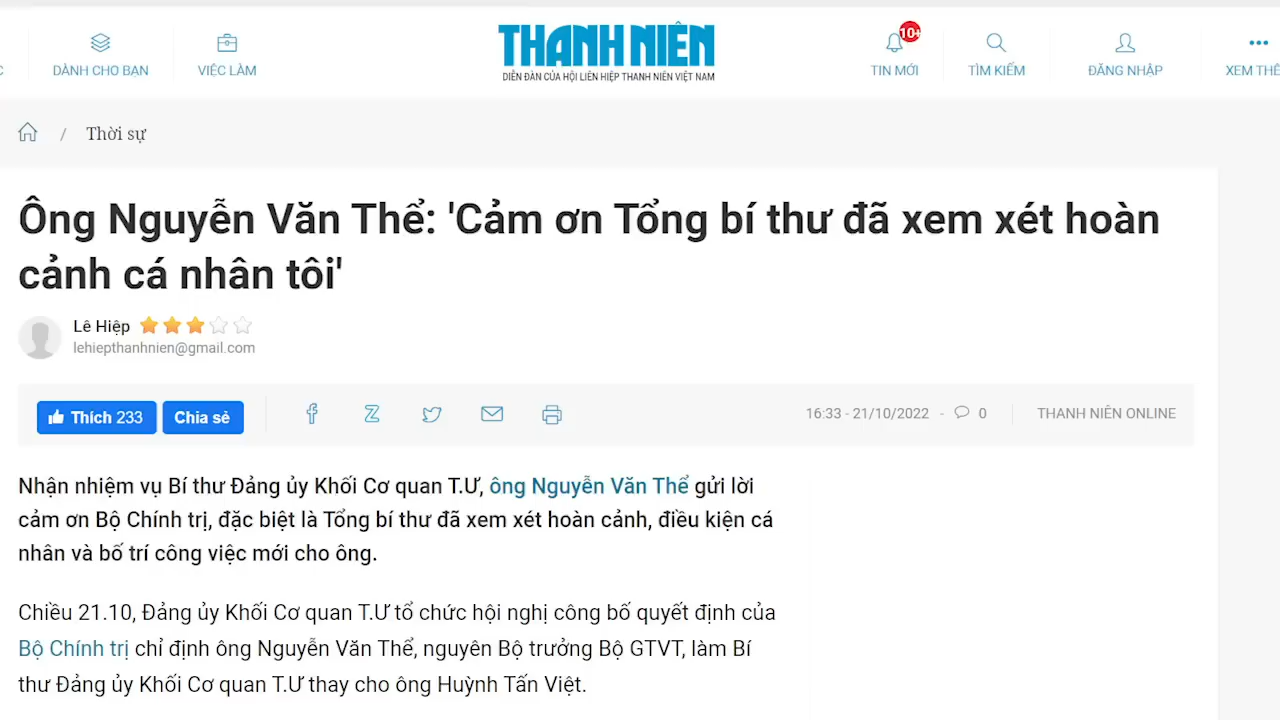 DÀNH CHO BẠN
VIỆC LÀM
THANH NIÊN
DIỄN ĐÀN CỦA HỘI LIÊN HIỆP THANH NIÊN VIỆT NAM
10+
TIN MỚI
TÌM KIẾM
ĐĂNG NHẬP
XEM THÊ
/ Thời sự
Ông Nguyễn Văn Thể: 'Cảm ơn Tổng bí thư đã xem xét hoàn
cảnh cá nhân tôi'
Lê Hiệp
lehiepthanhnien@gmail.com
Thích 233
Chia sẻ
16:33 - 21/10/2022 - 0
THANH NIÊN ONLINE
Nhận nhiệm vụ Bí thư Đảng ủy Khối Cơ quan T.Ư, ông Nguyễn Văn Thể gửi lời
cảm ơn Bộ Chính trị, đặc biệt là Tổng bí thư đã xem xét hoàn cảnh, điều kiện cá
nhân và bố trí công việc mới cho ông.
Chiều 21.10, Đảng ủy Khối Cơ quan T.Ư tổ chức hội nghị công bố quyết định của
Bộ Chính trị chỉ định ông Nguyễn Văn Thể, nguyên Bộ trưởng Bộ GTVT, làm Bí
thư Đảng ủy Khối Cơ quan T.Ư thay cho ông Huỳnh Tấn Việt.